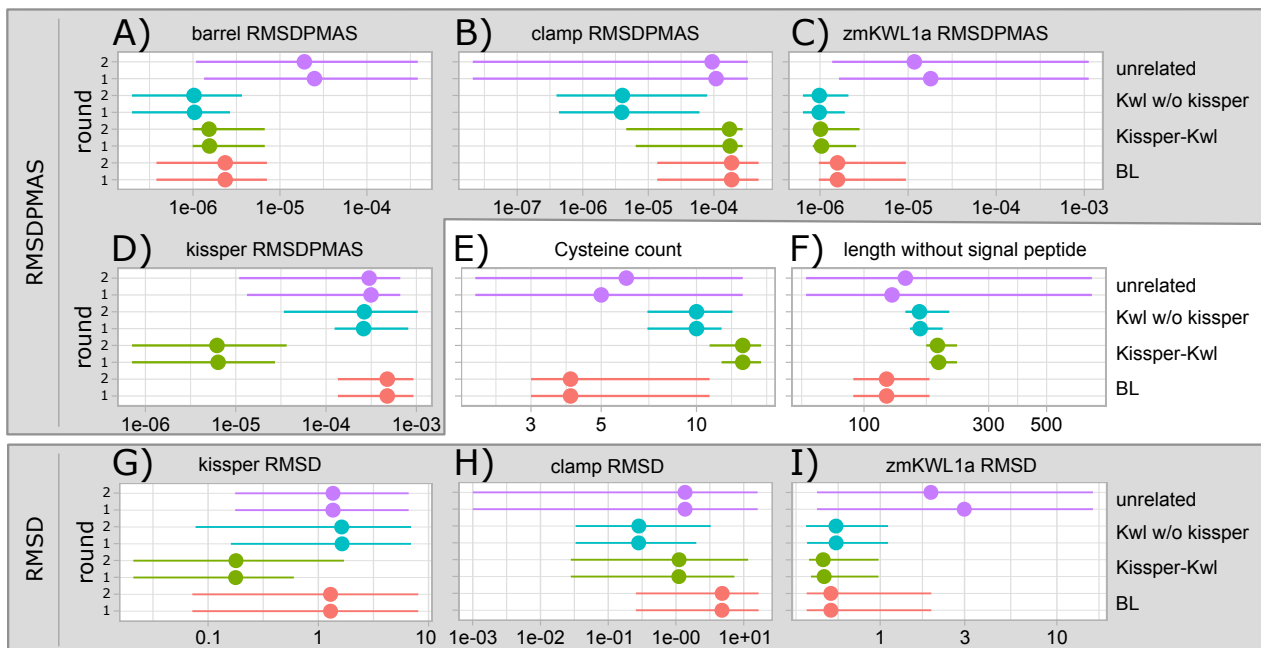 RMSDPMAS
round
A) barrel RMSDPMAS
2
1
2
1
2
1
2
1
1e-06 1e-05 1e-04
B) clamp RMSDPMAS
1e-07 1e-06 1e-05 1e-04
C) zmKWL1a RMSDPMAS
1e-06 1e-05 1e-04 1e-03
unrelated
Kwl w/o kissper
Kissper-Kwl
BL
round
D) kissper RMSDPMAS
2
1
2
1
2
1
2
1
1e-06 1e-05 1e-04 1e-03
E) Cysteine count
3 5 10
F) length without signal peptide
100 300 500
unrelated
Kwl w/o kissper
Kissper-Kwl
BL
RMSD
round
G) kissper RMSD
2
1
2
1
2
1
2
1
0.1 1 10
H) clamp RMSD
1e-03 1e-02 1e-01 1e-00 1e+01
I) zmKWL1a RMSD
1 3 10
unrelated
Kwl w/o kissper
Kissper-Kwl
BL